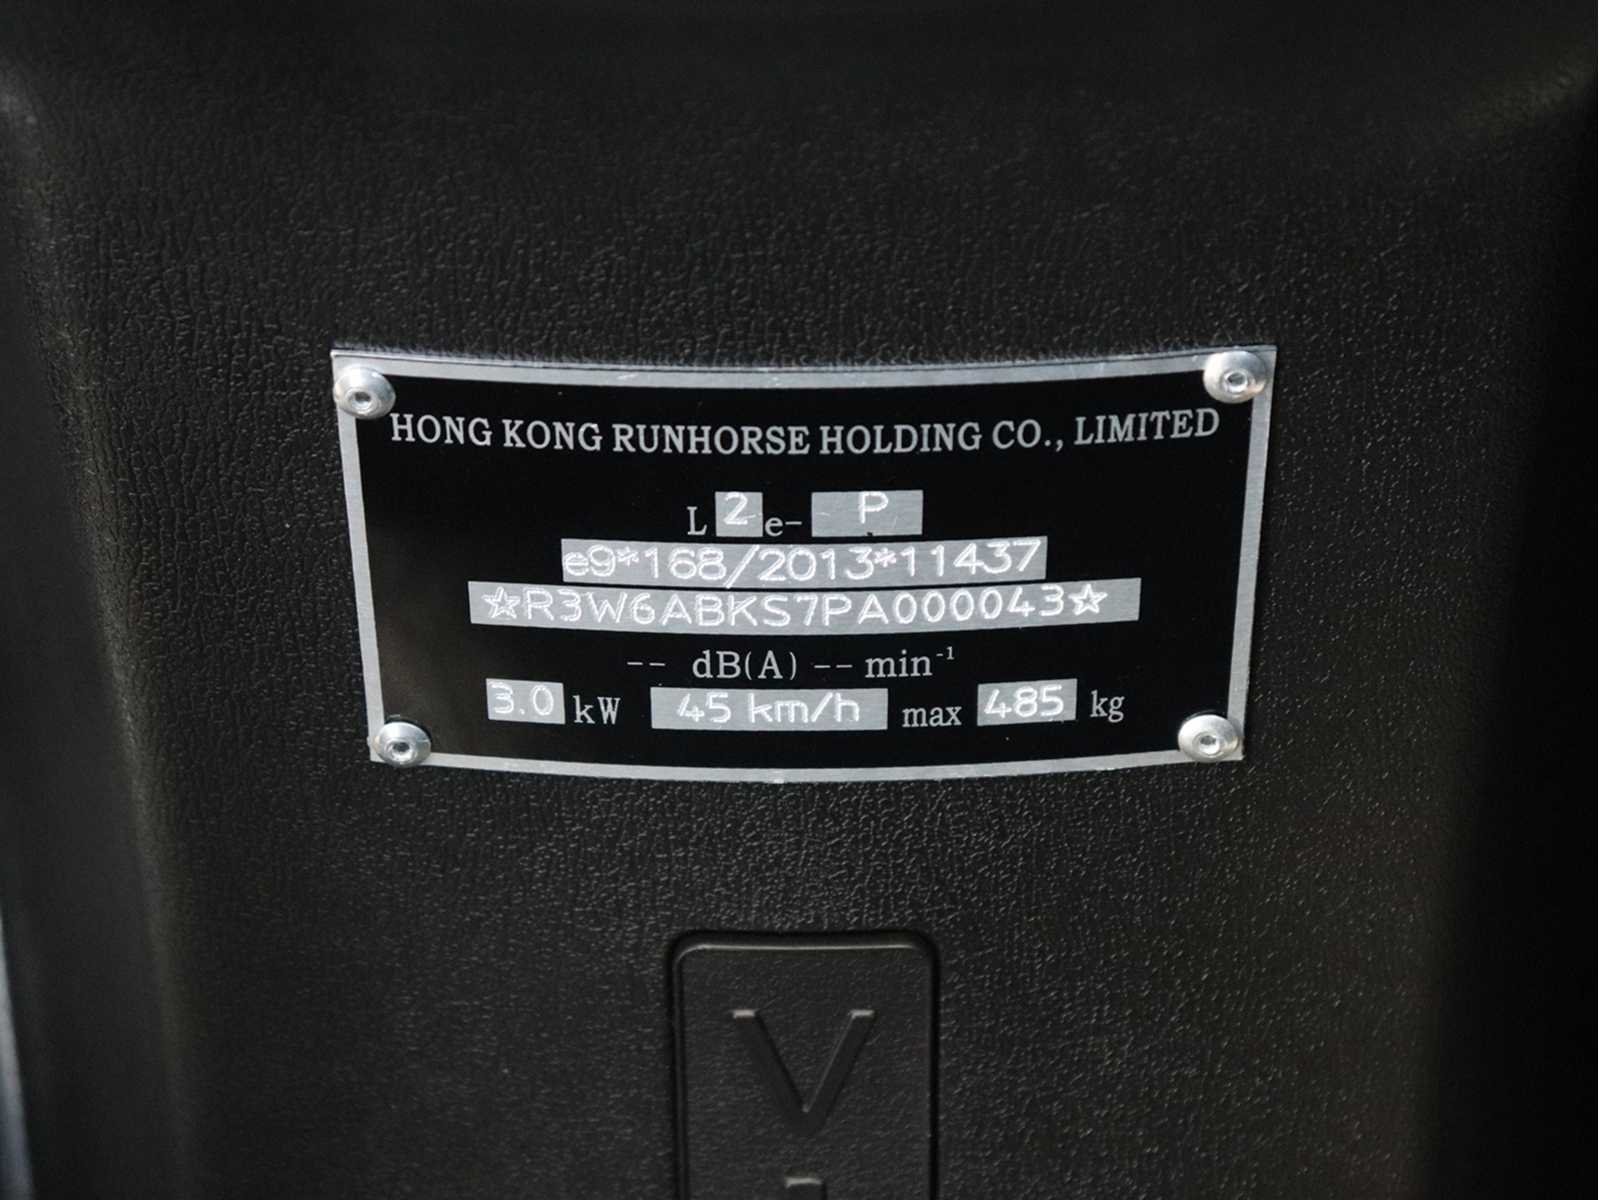 HONG KONG RUNHORSE HOLDING CO., LIMITED
L 2 e- P
e9*168/2013*11437
☆R3W6ABKS7PA000043☆
-- dB(A) -- min⁻¹
3.0 kW 45 km/h max 485 kg
V